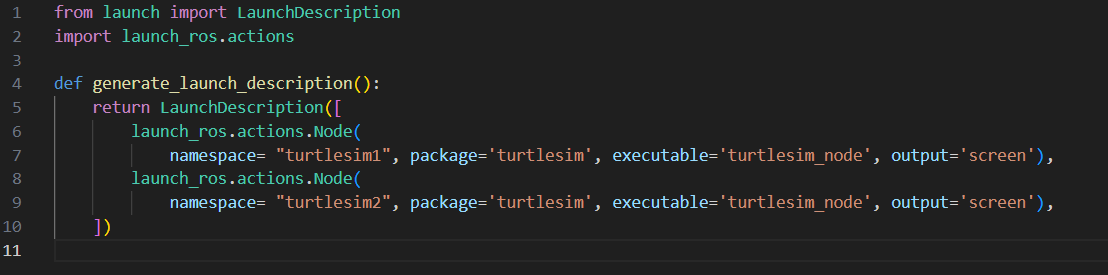 1 from launch import LaunchDescription
2 import launch_ros.actions
3
4 def generate_launch_description():
5     return LaunchDescription([
6         launch_ros.actions.Node(
7             namespace= "turtlesim1", package='turtlesim', executable='turtlesim_node', output='screen'),
8         launch_ros.actions.Node(
9             namespace= "turtlesim2", package='turtlesim', executable='turtlesim_node', output='screen'),
10     ])
11